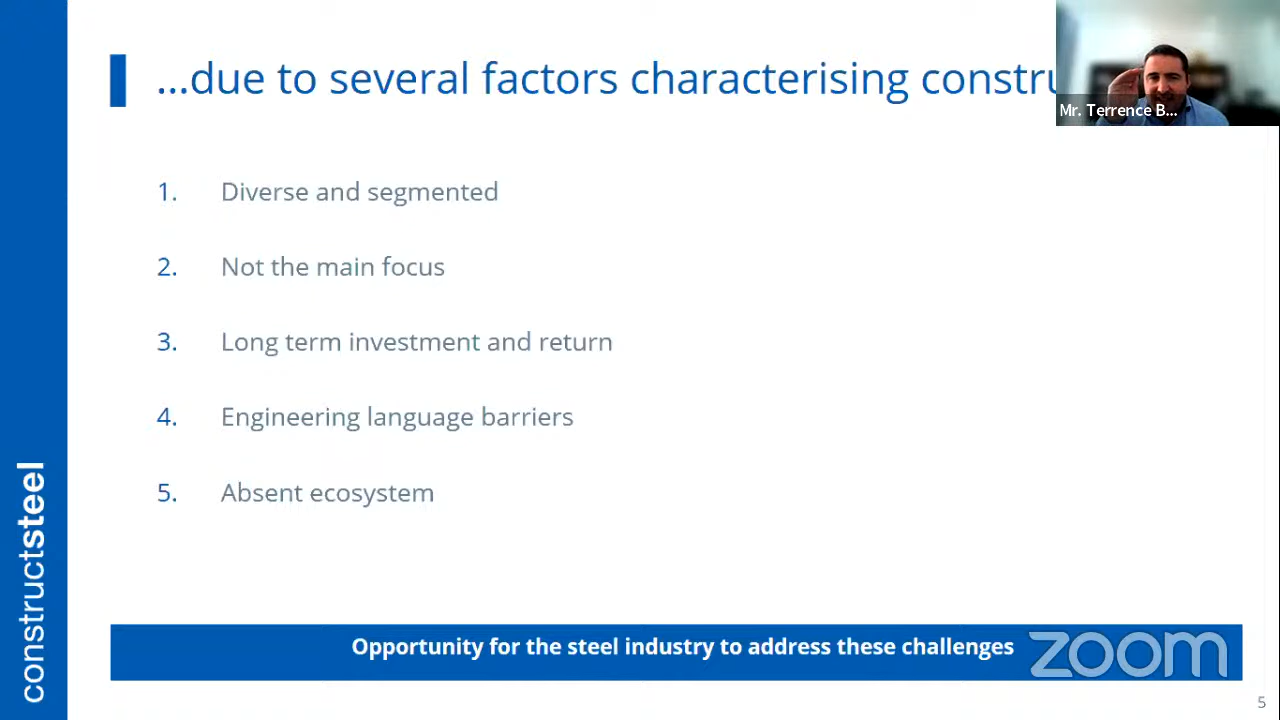 ...due to several factors characterising constru
Mr. Terrence B...
1. Diverse and segmented
2. Not the main focus
3. Long term investment and return
4. Engineering language barriers
5. Absent ecosystem
constructsteel
Opportunity for the steel industry to address these challenges
zoom
5